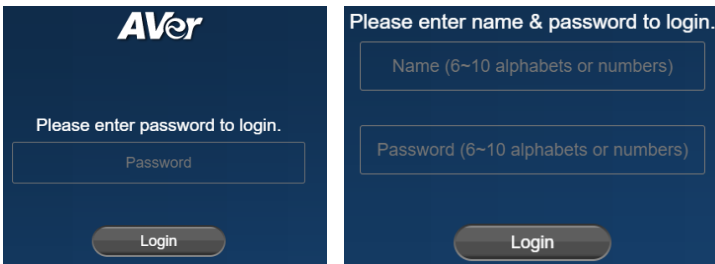 AVer
Please enter password to login.
Password
Login
Please enter name & password to login.
Name (6~10 alphabets or numbers)
Password (6~10 alphabets or numbers)
Login